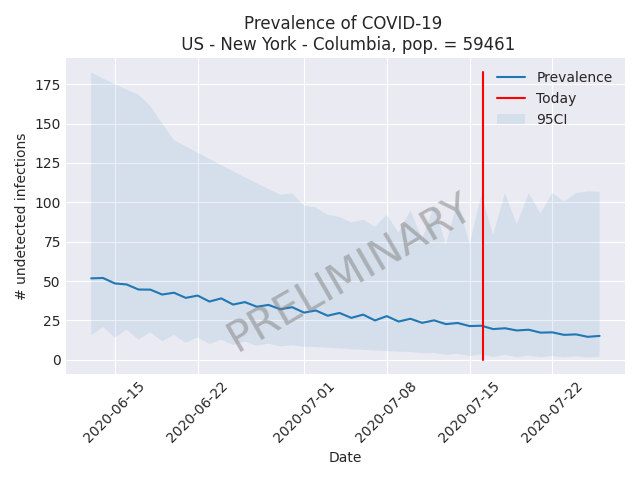 Prevalence of COVID-19
US - New York - Columbia, pop. = 59461
175
150
125
100
75
50
25
0
# undetected infections
Prevalence
Today
95CI
PRELIMINARY
2020-06-15
2020-06-22
2020-07-01
2020-07-08
2020-07-15
2020-07-22
Date